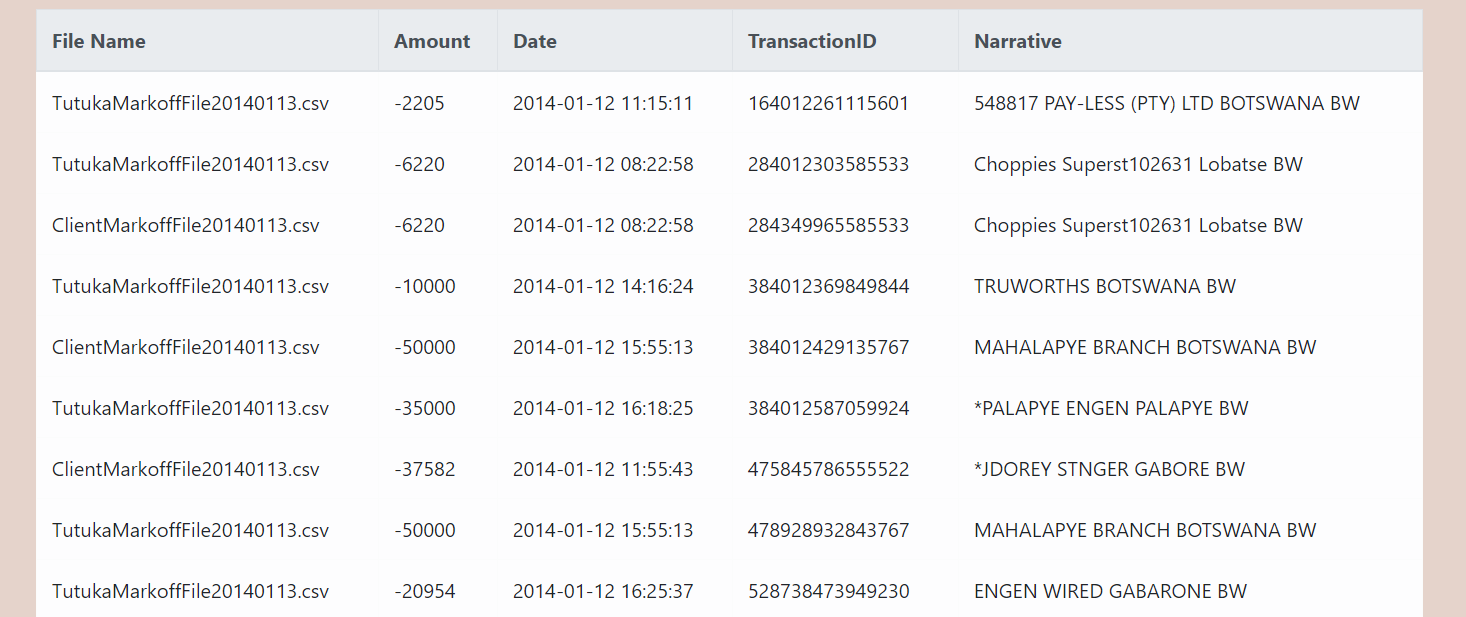 File Name Amount Date TransactionID Narrative
TutukaMarkoffFile20140113.csv -2205 2014-01-12 11:15:11 164012261115601 548817 PAY-LESS (PTY) LTD BOTSWANA BW
TutukaMarkoffFile20140113.csv -6220 2014-01-12 08:22:58 284012303585533 Choppies Superst102631 Lobatse BW
ClientMarkoffFile20140113.csv -6220 2014-01-12 08:22:58 284349965585533 Choppies Superst102631 Lobatse BW
TutukaMarkoffFile20140113.csv -10000 2014-01-12 14:16:24 384012369849844 TRUWORTHS BOTSWANA BW
ClientMarkoffFile20140113.csv -50000 2014-01-12 15:55:13 384012429135767 MAHALAPYE BRANCH BOTSWANA BW
TutukaMarkoffFile20140113.csv -35000 2014-01-12 16:18:25 384012587059924 *PALAPYE ENGEN PALAPYE BW
ClientMarkoffFile20140113.csv -37582 2014-01-12 11:55:43 475845786555522 *JDOREY STNGER GABORE BW
TutukaMarkoffFile20140113.csv -50000 2014-01-12 15:55:13 478928932843767 MAHALAPYE BRANCH BOTSWANA BW
TutukaMarkoffFile20140113.csv -20954 2014-01-12 16:25:37 528738473949230 ENGEN WIRED GABARONE BW